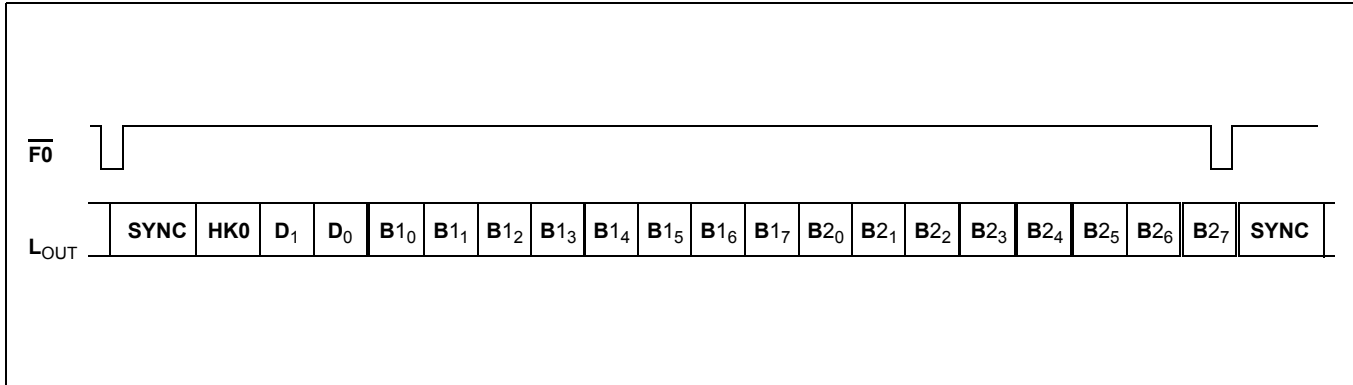 F0
L_OUT SYNC HK0 D₁ D₀ B1₀ B1₁ B1₂ B1₃ B1₄ B1₅ B1₆ B1₇ B2₀ B2₁ B2₂ B2₃ B2₄ B2₅ B2₆ B2₇ SYNC